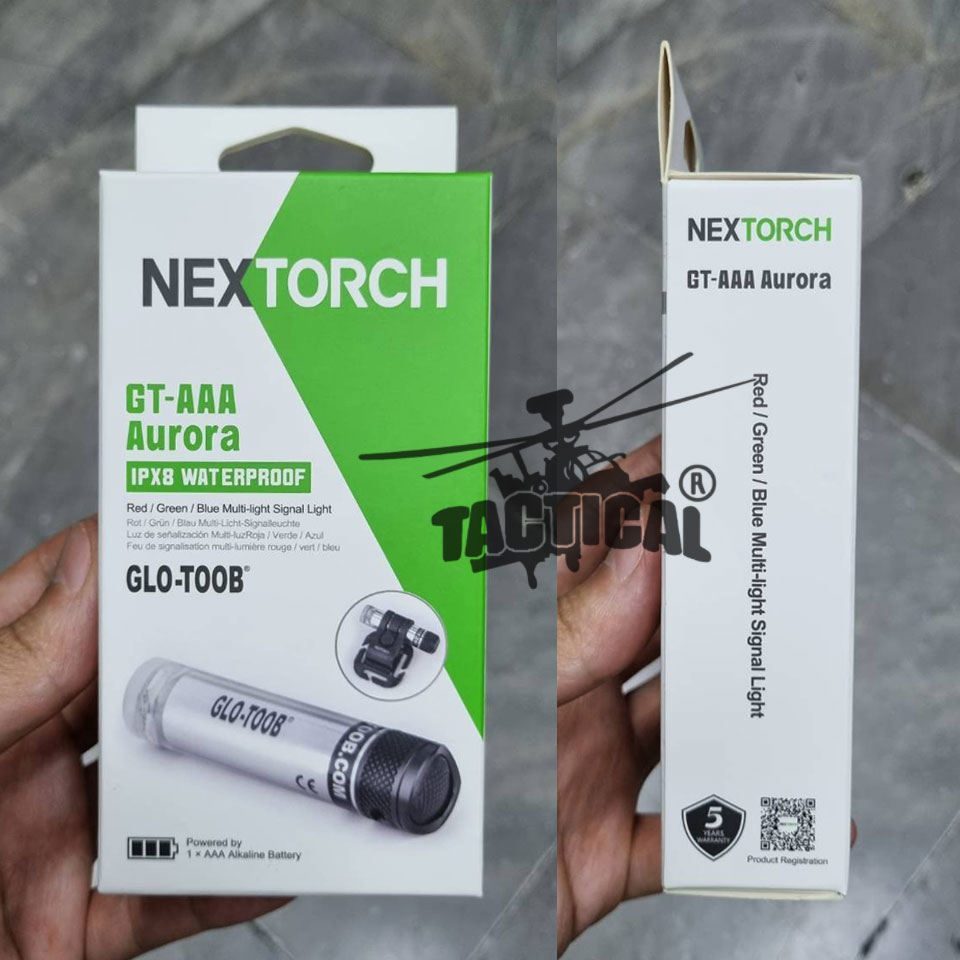 NEXTORCH
GT-AAA
Aurora
IPX8 WATERPROOF
Red / Green / Blue Multi-light Signal Light
Rot / Grün / Blau Multi-Licht-Signalleuchte
Luz de señalización Multi-luzRoja / Verde / Azul
Feu de signalisation multi-lumière rouge / vert / bleu
GLO-TOOB®
GLO-TOOB®
TOOB.COM
CE
Powered by
1 × AAA Alkaline Battery
TACTICAL®
NEXTORCH
GT-AAA Aurora
Red / Green / Blue Multi-light Signal Light
5
YEARS
WARRANTY
NEXTORCH
Product Registration